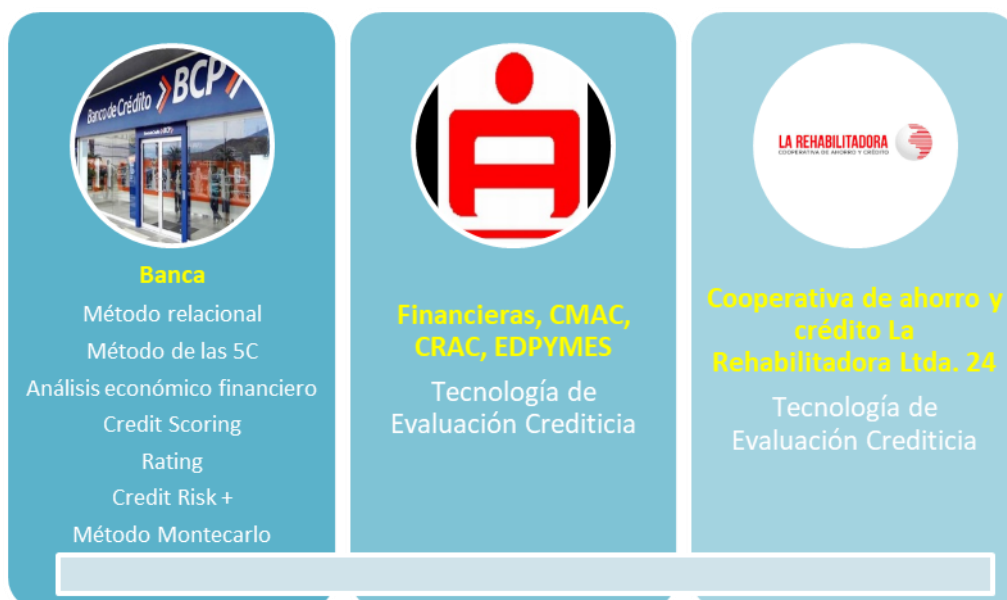 Banco de Crédito BCP
Banca
Método relacional
Método de las 5C
Análisis económico financiero
Credit Scoring
Rating
Credit Risk +
Método Montecarlo
Financieras, CMAC,
CRAC, EDPYMES
Tecnología de
Evaluación Crediticia
LA REHABILITADORA
COOPERATIVA DE AHORRO Y CRÉDITO
Cooperativa de ahorro y
crédito La
Rehabilitadora Ltda. 24
Tecnología de
Evaluación Crediticia